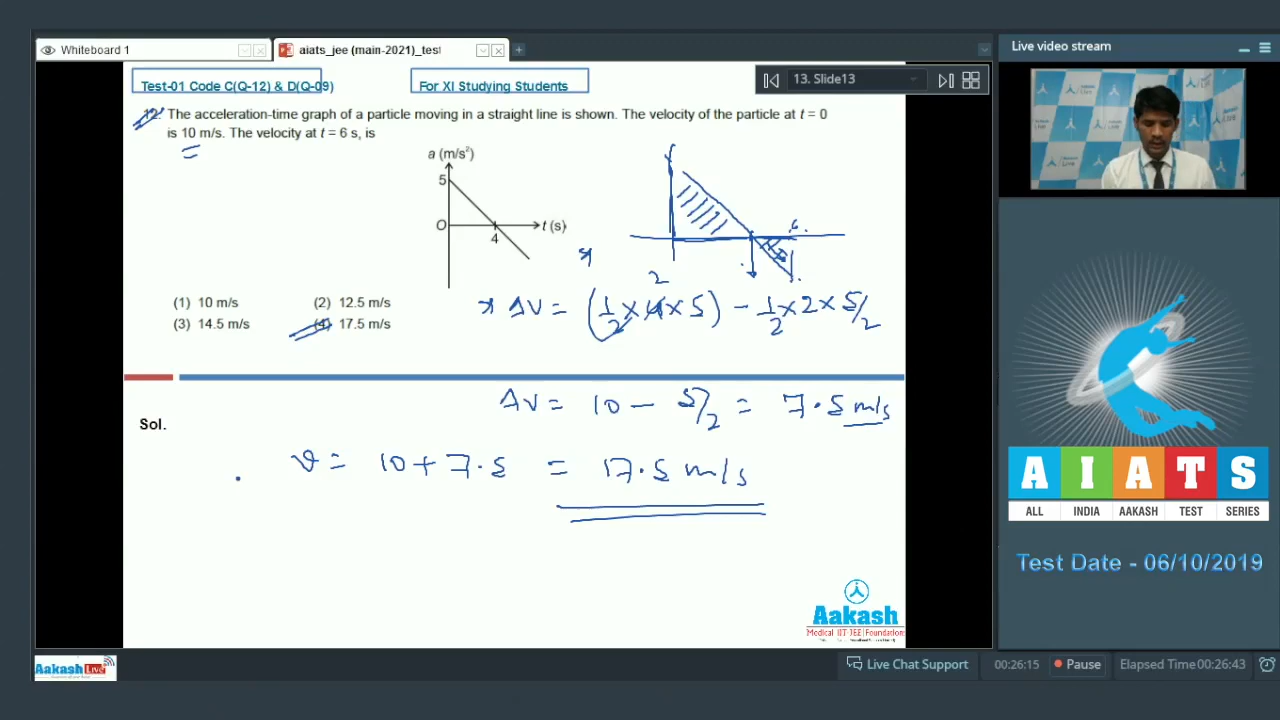 Whiteboard 1
aiats_jee (main-2021)_test
Live video stream
Test-01 Code C(Q-12) & D(Q-09)
For XI Studying Students
13. Slide13
12. The acceleration-time graph of a particle moving in a straight line is shown. The velocity of the particle at t = 0
is 10 m/s. The velocity at t = 6 s, is
a (m/s²)
5
O
t (s)
4
6
(1) 10 m/s
(2) 12.5 m/s
(3) 14.5 m/s
(4) 17.5 m/s
2
* ΔV = (1/2 × 4 × 5) - 1/2 × 2 × 5/2
ΔV = 10 - 5/2 = 7.5 m/s
Sol.
v = 10 + 7.5 = 17.5 m/s
A I A T S
ALL INDIA AAKASH TEST SERIES
Test Date - 06/10/2019
Aakash
Medical IIT-JEE Foundations
Aakash Live
Live Chat Support
00:26:15
Pause
Elapsed Time 00:26:43